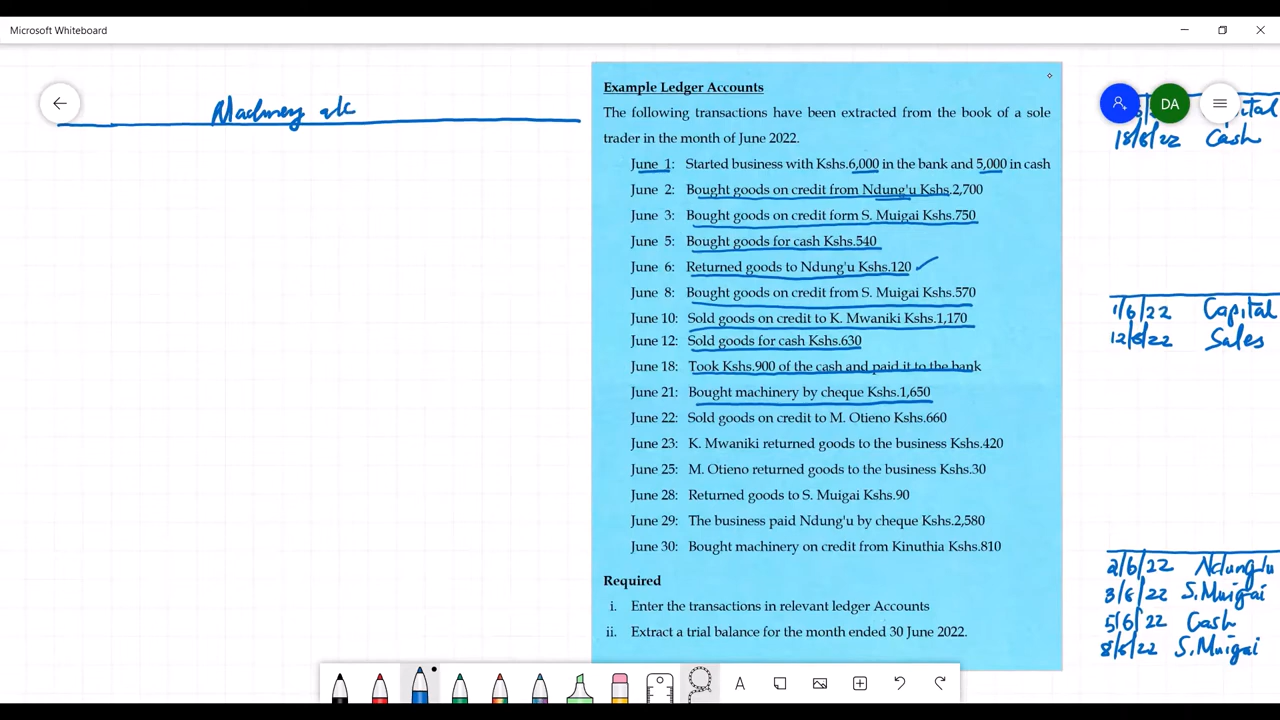 Microsoft Whiteboard
Machinery a/c
Example Ledger Accounts
The following transactions have been extracted from the book of a sole
trader in the month of June 2022.
June 1: Started business with Kshs.6,000 in the bank and 5,000 in cash
June 2: Bought goods on credit from Ndung'u Kshs.2,700
June 3: Bought goods on credit form S. Muigai Kshs.750
June 5: Bought goods for cash Kshs.540
June 6: Returned goods to Ndung'u Kshs.120
June 8: Bought goods on credit from S. Muigai Kshs.570
June 10: Sold goods on credit to K. Mwaniki Kshs.1,170
June 12: Sold goods for cash Kshs.630
June 18: Took Kshs.900 of the cash and paid it to the bank
June 21: Bought machinery by cheque Kshs.1,650
June 22: Sold goods on credit to M. Otieno Kshs.660
June 23: K. Mwaniki returned goods to the business Kshs.420
June 25: M. Otieno returned goods to the business Kshs.30
June 28: Returned goods to S. Muigai Kshs.90
June 29: The business paid Ndung'u by cheque Kshs.2,580
June 30: Bought machinery on credit from Kinuthia Kshs.810
Required
i. Enter the transactions in relevant ledger Accounts
ii. Extract a trial balance for the month ended 30 June 2022.
DA
18/6/22 Cash
1/6/22 Capital
12/6/22 Sales
2/6/22 Ndung'u
3/6/22 S.Muigai
5/6/22 Cash
8/6/22 S.Muigai
A